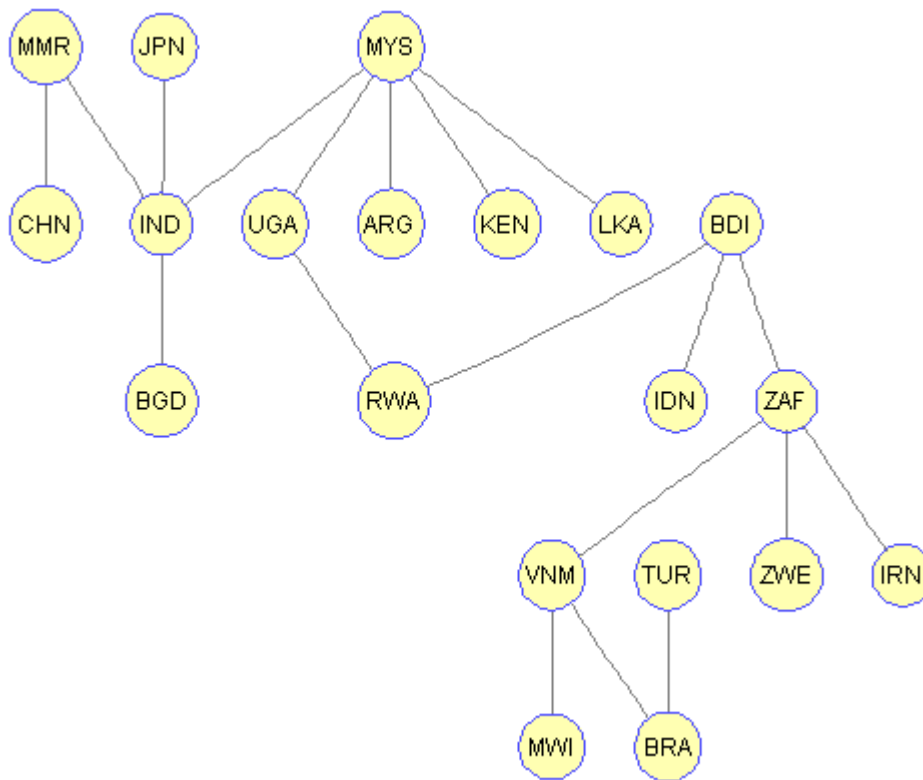 MMR JPN MYS
CHN IND UGA ARG KEN LKA BDI
BGD RWA IDN ZAF
VNM TUR ZWE IRN
MWI BRA